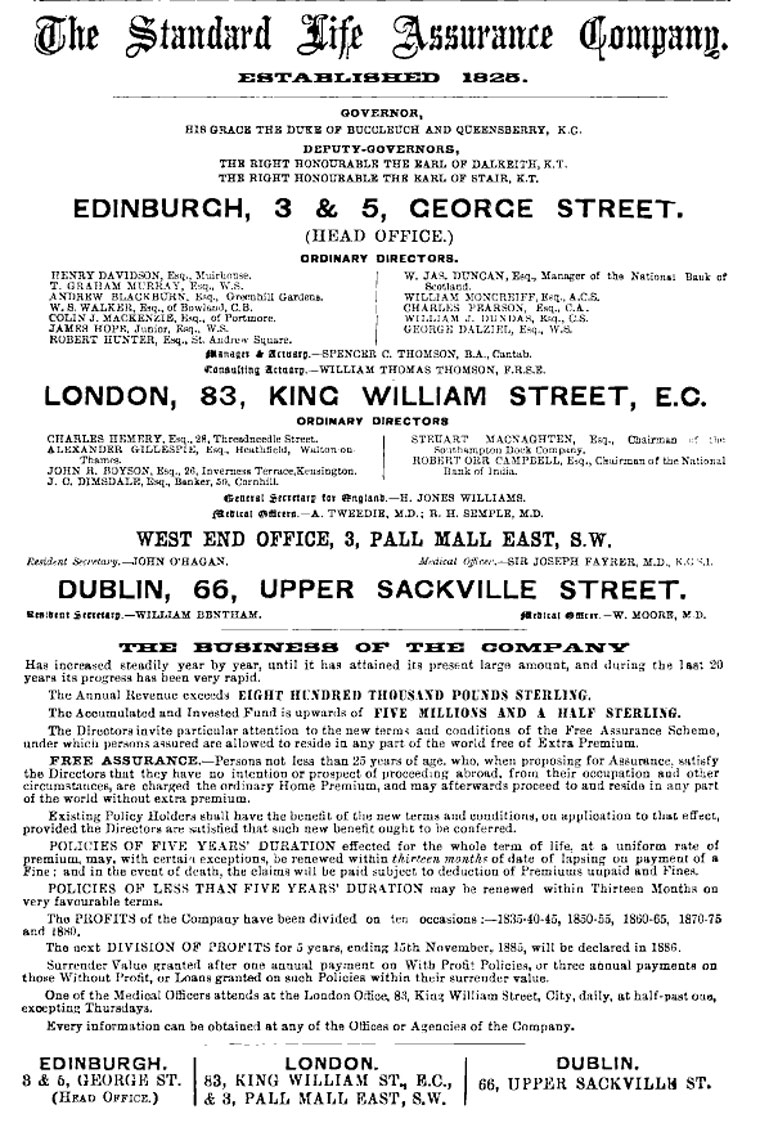 The Standard Life Assurance Company.
ESTABLISHED 1825.
GOVERNOR,
HIS GRACE THE DUKE OF BUCCLEUCH AND QUEENSBERRY, K.G.
DEPUTY-GOVERNORS,
THE RIGHT HONOURABLE THE EARL OF DALKEITH, K.T.
THE RIGHT HONOURABLE THE EARL OF STAIR, K.T.
EDINBURGH, 3 & 5, GEORGE STREET.
(HEAD OFFICE.)
ORDINARY DIRECTORS.
HENRY DAVIDSON, Esq., Muirhouse.
T. GRAHAM MURRAY, Esq., W.S.
ANDREW BLACKBURN, Esq., Greenhill Gardens.
W. S. WALKER, Esq., of Bowland, C.B.
COLIN J. MACKENZIE, Esq., of Portmore.
JAMES HOPE, Junior, Esq., W.S.
ROBERT HUNTER, Esq., St. Andrew Square.
W. JAS. DUNCAN, Esq., Manager of the National Bank of
Scotland.
WILLIAM MONCREIFF, Esq., A.C.S.
CHARLES PEARSON, Esq., C.A.
WILLIAM J. DUNDAS, Esq., C.S.
GEORGE DALZIEL, Esq., W.S.
Manager & Actuary.—SPENCER C. THOMSON, B.A., Cantab.
Consulting Actuary.—WILLIAM THOMAS THOMSON, F.R.S.E.
LONDON, 83, KING WILLIAM STREET, E.C.
ORDINARY DIRECTORS
CHARLES HEMERY, Esq., 28, Threadneedle Street.
ALEXANDER GILLESPIE, Esq., Heathfield, Walton-on-
Thames.
JOHN R. BOYSON, Esq., 26, Inverness Terrace, Kensington.
J. C. DIMSDALE, Esq., Banker, 50, Cornhill.
STEUART MACNAGHTEN, Esq., Chairman of the
Southampton Dock Company.
ROBERT ORR CAMPBELL, Esq., Chairman of the National
Bank of India.
General Secretary for England.—H. JONES WILLIAMS.
Medical Officers.—A. TWEEDIE, M.D.; R. H. SEMPLE, M.D.
WEST END OFFICE, 3, PALL MALL EAST, S.W.
Resident Secretary.—JOHN O'HAGAN. Medical Officer.—SIR JOSEPH FAYRER, M.D., K.C.S.I.
DUBLIN, 66, UPPER SACKVILLE STREET.
Resident Secretary.—WILLIAM BENTHAM. Medical Officer.—W. MOORE, M.D.
THE BUSINESS OF THE COMPANY
Has increased steadily year by year, until it has attained its present large amount, and during the last 20
years its progress has been very rapid.
The Annual Revenue exceeds EIGHT HUNDRED THOUSAND POUNDS STERLING.
The Accumulated and Invested Fund is upwards of FIVE MILLIONS AND A HALF STERLING.
The Directors invite particular attention to the new terms and conditions of the Free Assurance Scheme,
under which persons assured are allowed to reside in any part of the world free of Extra Premium.
FREE ASSURANCE.—Persons not less than 25 years of age, who, when proposing for Assurance, satisfy
the Directors that they have no intention or prospect of proceeding abroad, from their occupation and other
circumstances, are charged the ordinary Home Premium, and may afterwards proceed to and reside in any part
of the world without extra premium.
Existing Policy Holders shall have the benefit of the new terms and conditions, on application to that effect,
provided the Directors are satisfied that such new benefit ought to be conferred.
POLICIES OF FIVE YEARS' DURATION effected for the whole term of life, at a uniform rate of
premium, may, with certain exceptions, be renewed within thirteen months of date of lapsing on payment of a
Fine; and in the event of death, the claims will be paid subject to deduction of Premiums unpaid and Fines.
POLICIES OF LESS THAN FIVE YEARS' DURATION may be renewed within Thirteen Months on
very favourable terms.
The PROFITS of the Company have been divided on ten occasions:—1835-40-45, 1850-55, 1860-65, 1870-75
and 1880.
The next DIVISION OF PROFITS for 5 years, ending 15th November, 1885, will be declared in 1886.
Surrender Value granted after one annual payment on With Profit Policies, or three annual payments on
those Without Profit, or Loans granted on such Policies within their surrender value.
One of the Medical Officers attends at the London Office, 83, King William Street, City, daily, at half-past one,
excepting Thursdays.
Every information can be obtained at any of the Offices or Agencies of the Company.
EDINBURGH.
3 & 5, GEORGE ST.
(HEAD OFFICE.)
LONDON.
83, KING WILLIAM ST., E.C.,
& 3, PALL MALL EAST, S.W.
DUBLIN.
66, UPPER SACKVILLE ST.